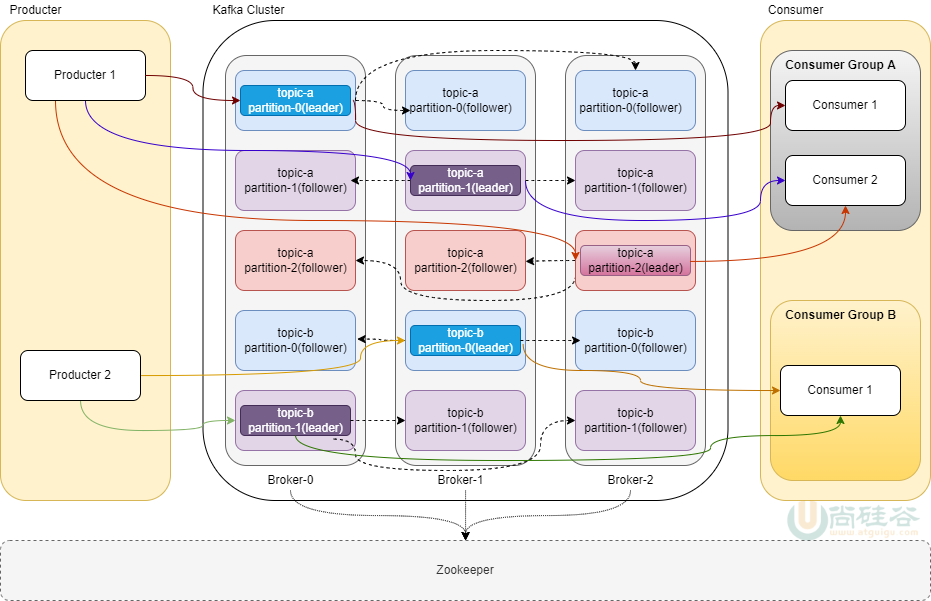 Producter
Kafka Cluster
Consumer
Producter 1
Producter 2
topic-a
partition-0(leader)
topic-a
partition-0(follower)
topic-a
partition-0(follower)
topic-a
partition-1(follower)
topic-a
partition-1(leader)
topic-a
partition-1(follower)
topic-a
partition-2(follower)
topic-a
partition-2(follower)
topic-a
partition-2(leader)
topic-b
partition-0(follower)
topic-b
partition-0(leader)
topic-b
partition-0(follower)
topic-b
partition-1(leader)
topic-b
partition-1(follower)
topic-b
partition-1(follower)
Broker-0
Broker-1
Broker-2
Consumer Group A
Consumer 1
Consumer 2
Consumer Group B
Consumer 1
尚硅谷
www.atguigu.com
Zookeeper